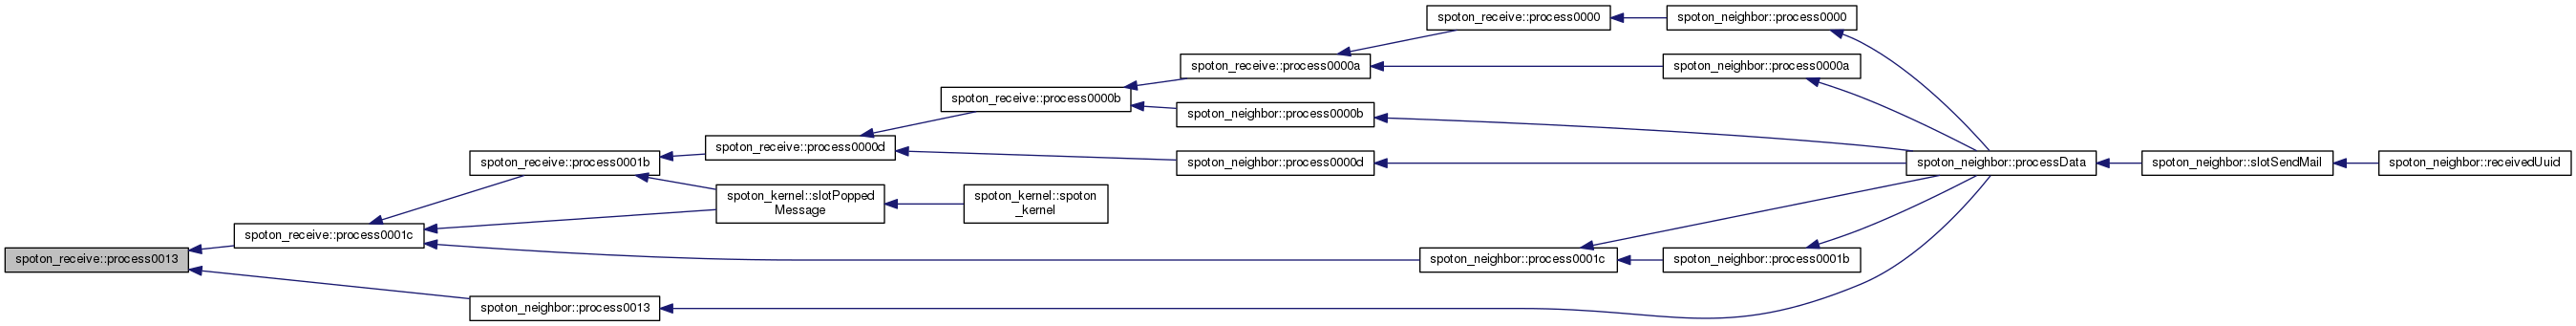 spoton_receive::process0000
spoton_neighbor::process0000
spoton_receive::process0000a
spoton_neighbor::process0000a
spoton_receive::process0000b
spoton_neighbor::process0000b
spoton_receive::process0000d
spoton_neighbor::process0000d
spoton_receive::process0001b
spoton_neighbor::processData
spoton_neighbor::slotSendMail
spoton_neighbor::receivedUuid
spoton_kernel::slotPopped
Message
spoton_kernel::spoton
_kernel
spoton_receive::process0001c
spoton_receive::process0013
spoton_neighbor::process0001c
spoton_neighbor::process0001b
spoton_neighbor::process0013